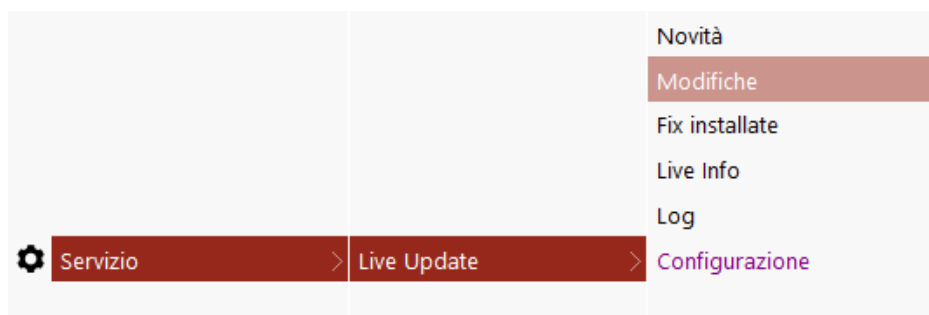 Novità
Modifiche
Fix installate
Live Info
Log
Servizio
Live Update
Configurazione